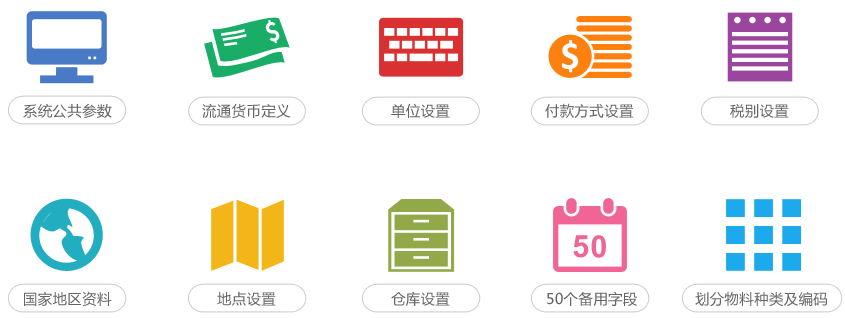 $
$
系统公共参数
流通货币定义
单位设置
付款方式设置
税别设置
50
国家地区资料
地点设置
仓库设置
50个备用字段
划分物料种类及编码